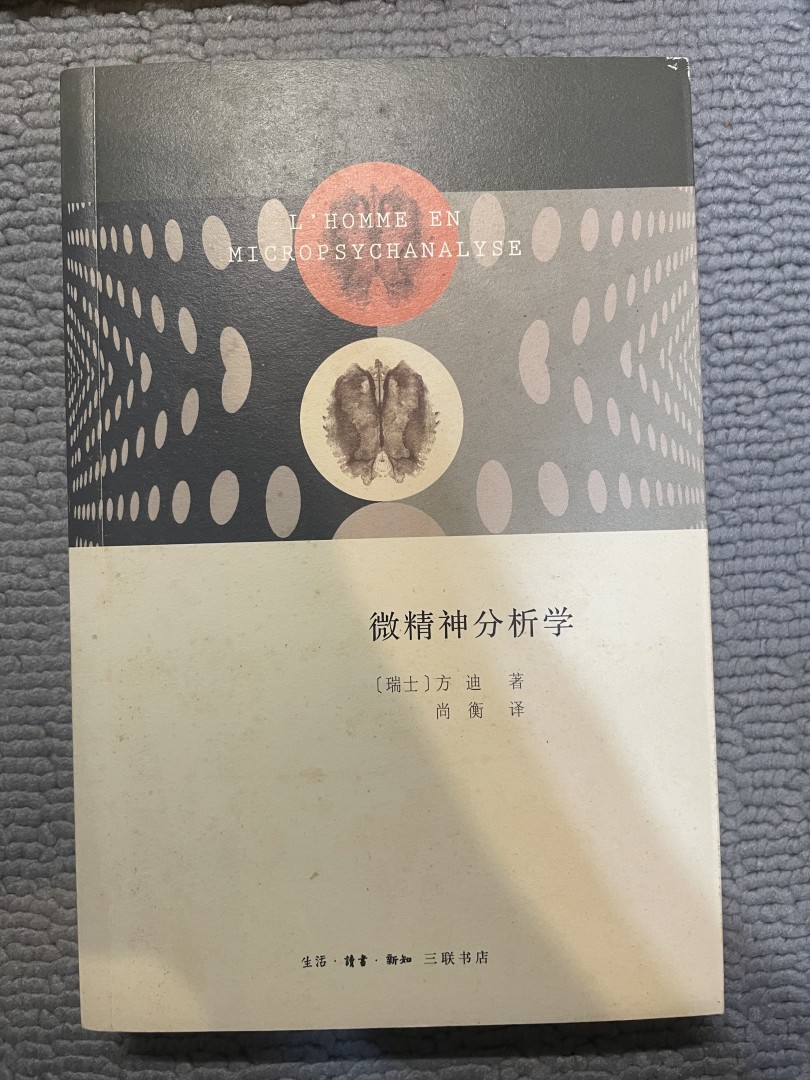 L'HOMME EN
MICROPSYCHANALYSE
微精神分析学
〔瑞士〕方 迪 著
尚 衡 译
生活·讀書·新知 三联书店